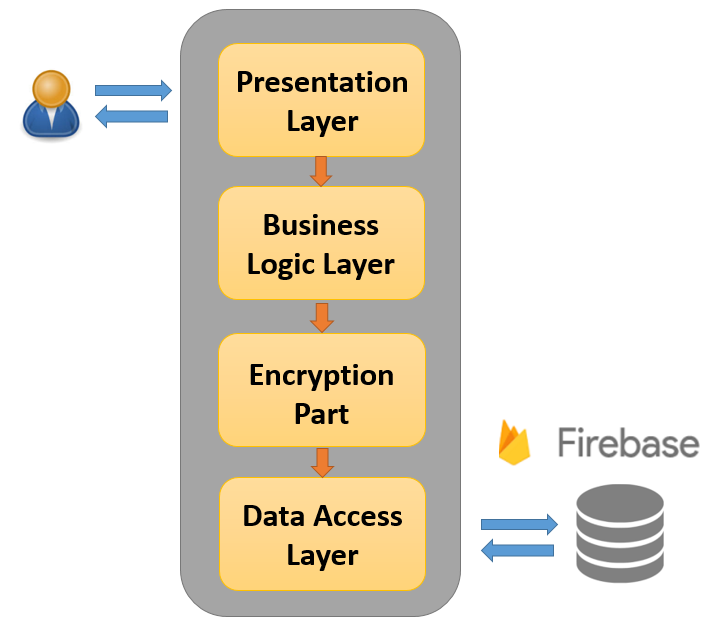 Presentation
Layer
Business
Logic Layer
Encryption
Part
Firebase
Data Access
Layer